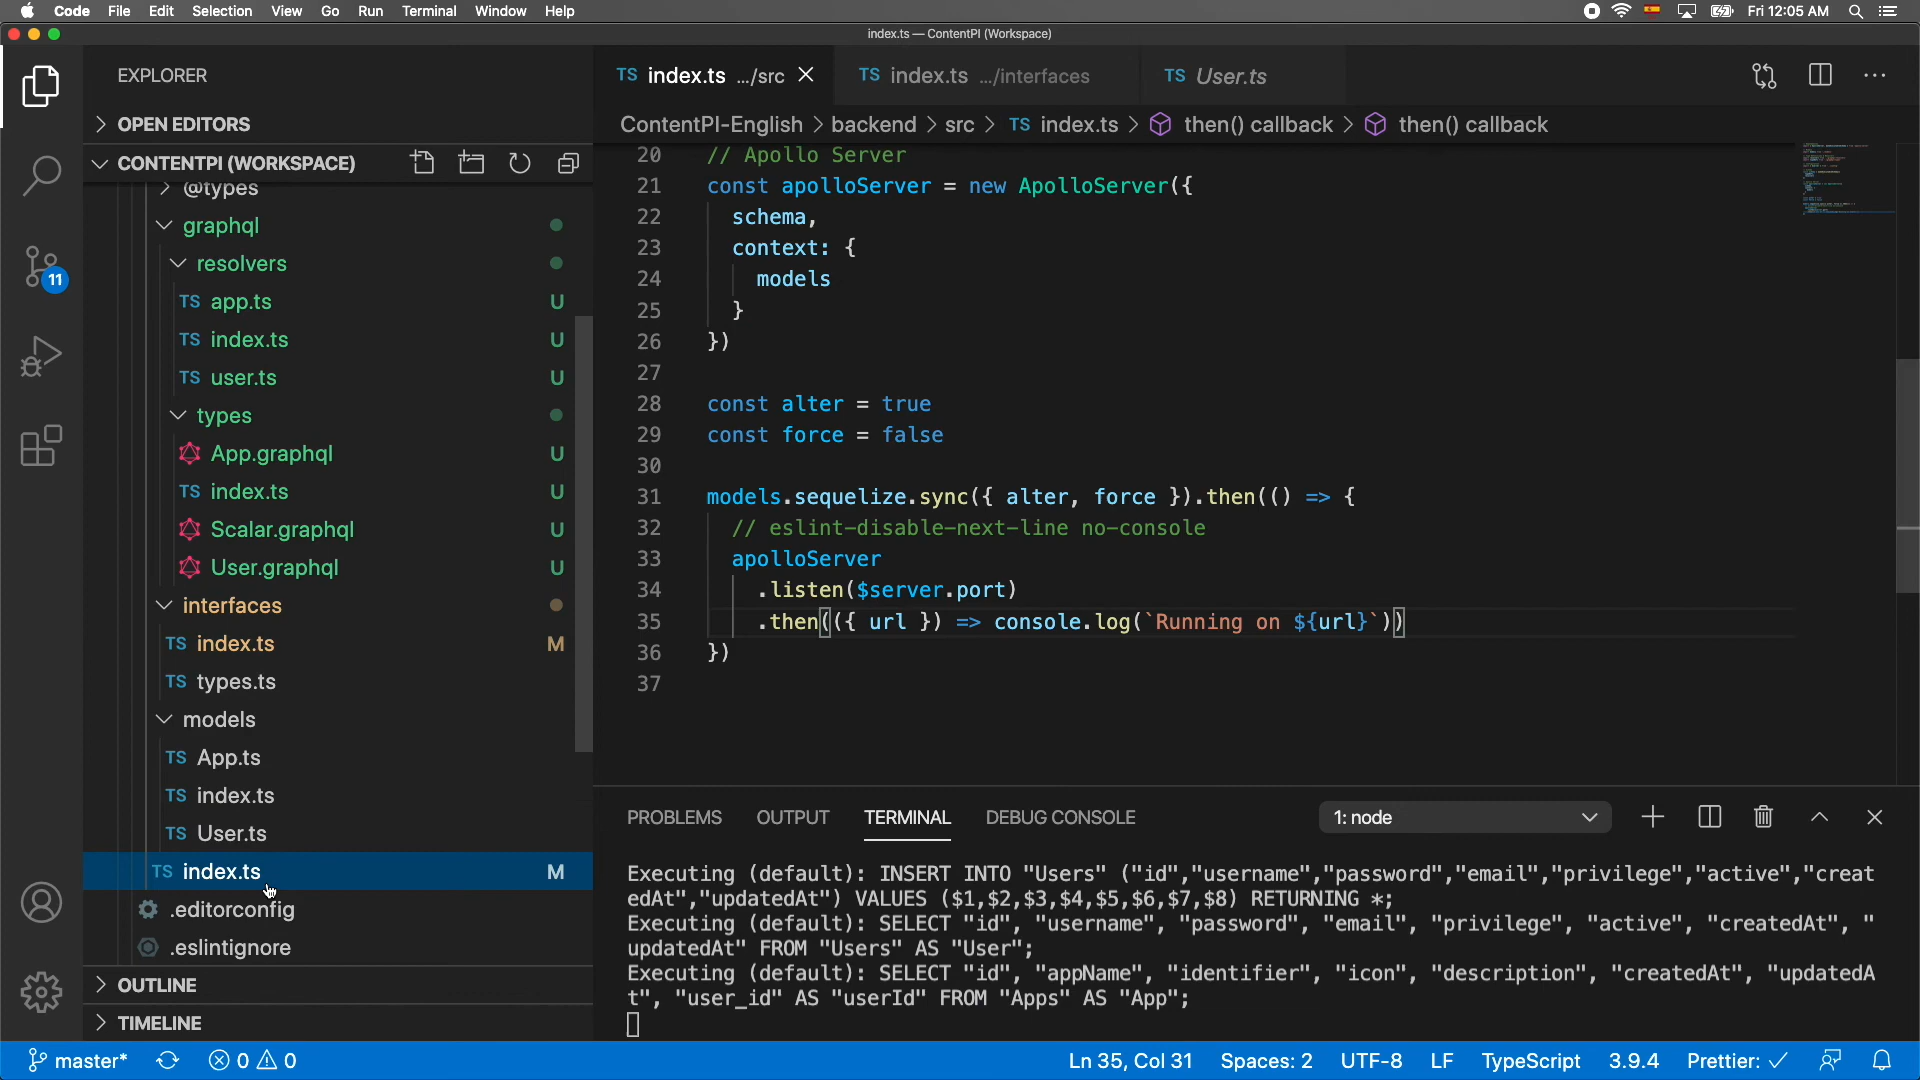 Code File Edit Selection View Go Run Terminal Window Help Fri 12:05 AM
index.ts — ContentPI (Workspace)
EXPLORER
OPEN EDITORS
CONTENTPI (WORKSPACE)
@types
graphql
resolvers
TS app.ts U
TS index.ts U
TS user.ts U
types
App.graphql U
TS index.ts U
Scalar.graphql U
User.graphql U
interfaces
TS index.ts M
TS types.ts
models
TS App.ts
TS index.ts
TS User.ts
TS index.ts M
.editorconfig
.eslintignore
OUTLINE
TIMELINE
11
TS index.ts .../src TS index.ts .../interfaces TS User.ts
ContentPI-English > backend > src > TS index.ts > then() callback > then() callback
20 // Apollo Server
21 const apolloServer = new ApolloServer({
22 schema,
23 context: {
24 models
25 }
26 })
27
28 const alter = true
29 const force = false
30
31 models.sequelize.sync({ alter, force }).then(() => {
32 // eslint-disable-next-line no-console
33 apolloServer
34 .listen($server.port)
35 .then(({ url }) => console.log(`Running on ${url}`))
36 })
37
PROBLEMS OUTPUT TERMINAL DEBUG CONSOLE 1: node
Executing (default): INSERT INTO "Users" ("id","username","password","email","privilege","active","creat
edAt","updatedAt") VALUES ($1,$2,$3,$4,$5,$6,$7,$8) RETURNING *;
Executing (default): SELECT "id", "username", "password", "email", "privilege", "active", "createdAt", "
updatedAt" FROM "Users" AS "User";
Executing (default): SELECT "id", "appName", "identifier", "icon", "description", "createdAt", "updatedA
t", "user_id" AS "userId" FROM "Apps" AS "App";
master* 0 0 Ln 35, Col 31 Spaces: 2 UTF-8 LF TypeScript 3.9.4 Prettier: ✓